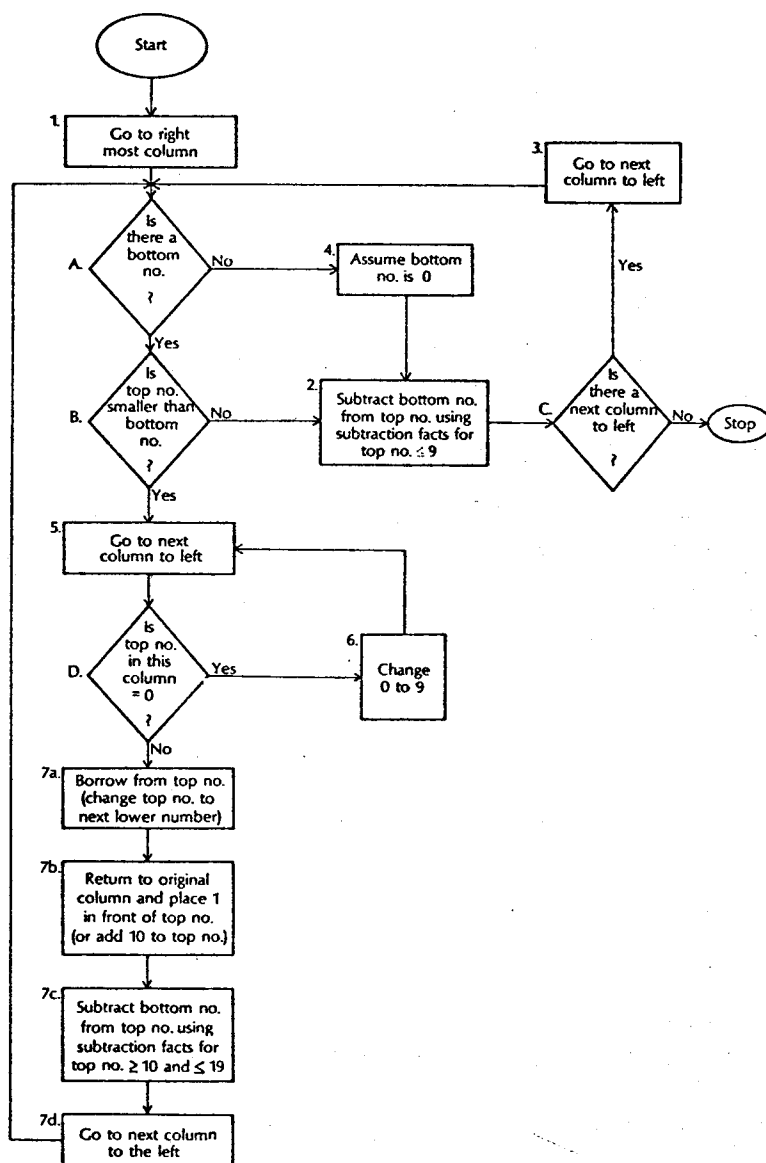 Start
1.
Go to right
most column
3.
Go to next
column to left
A.
Is
there a
bottom
no.
?
No
Yes
4.
Assume bottom
no. is 0
Yes
B.
Is
top no.
smaller than
bottom
no.
?
No
Yes
2.
Subtract bottom no.
from top no. using
subtraction facts for
top no. ≤ 9
C.
Is
there a
next column
to left
?
No
Stop
5.
Go to next
column to left
D.
Is
top no.
in this
column
= 0
?
Yes
No
6.
Change
0 to 9
7a.
Borrow from top no.
(change top no. to
next lower number)
7b.
Return to original
column and place 1
in front of top no.
(or add 10 to top no.)
7c.
Subtract bottom no.
from top no. using
subtraction facts for
top no. ≥ 10 and ≤ 19
7d.
Go to next column
to the left